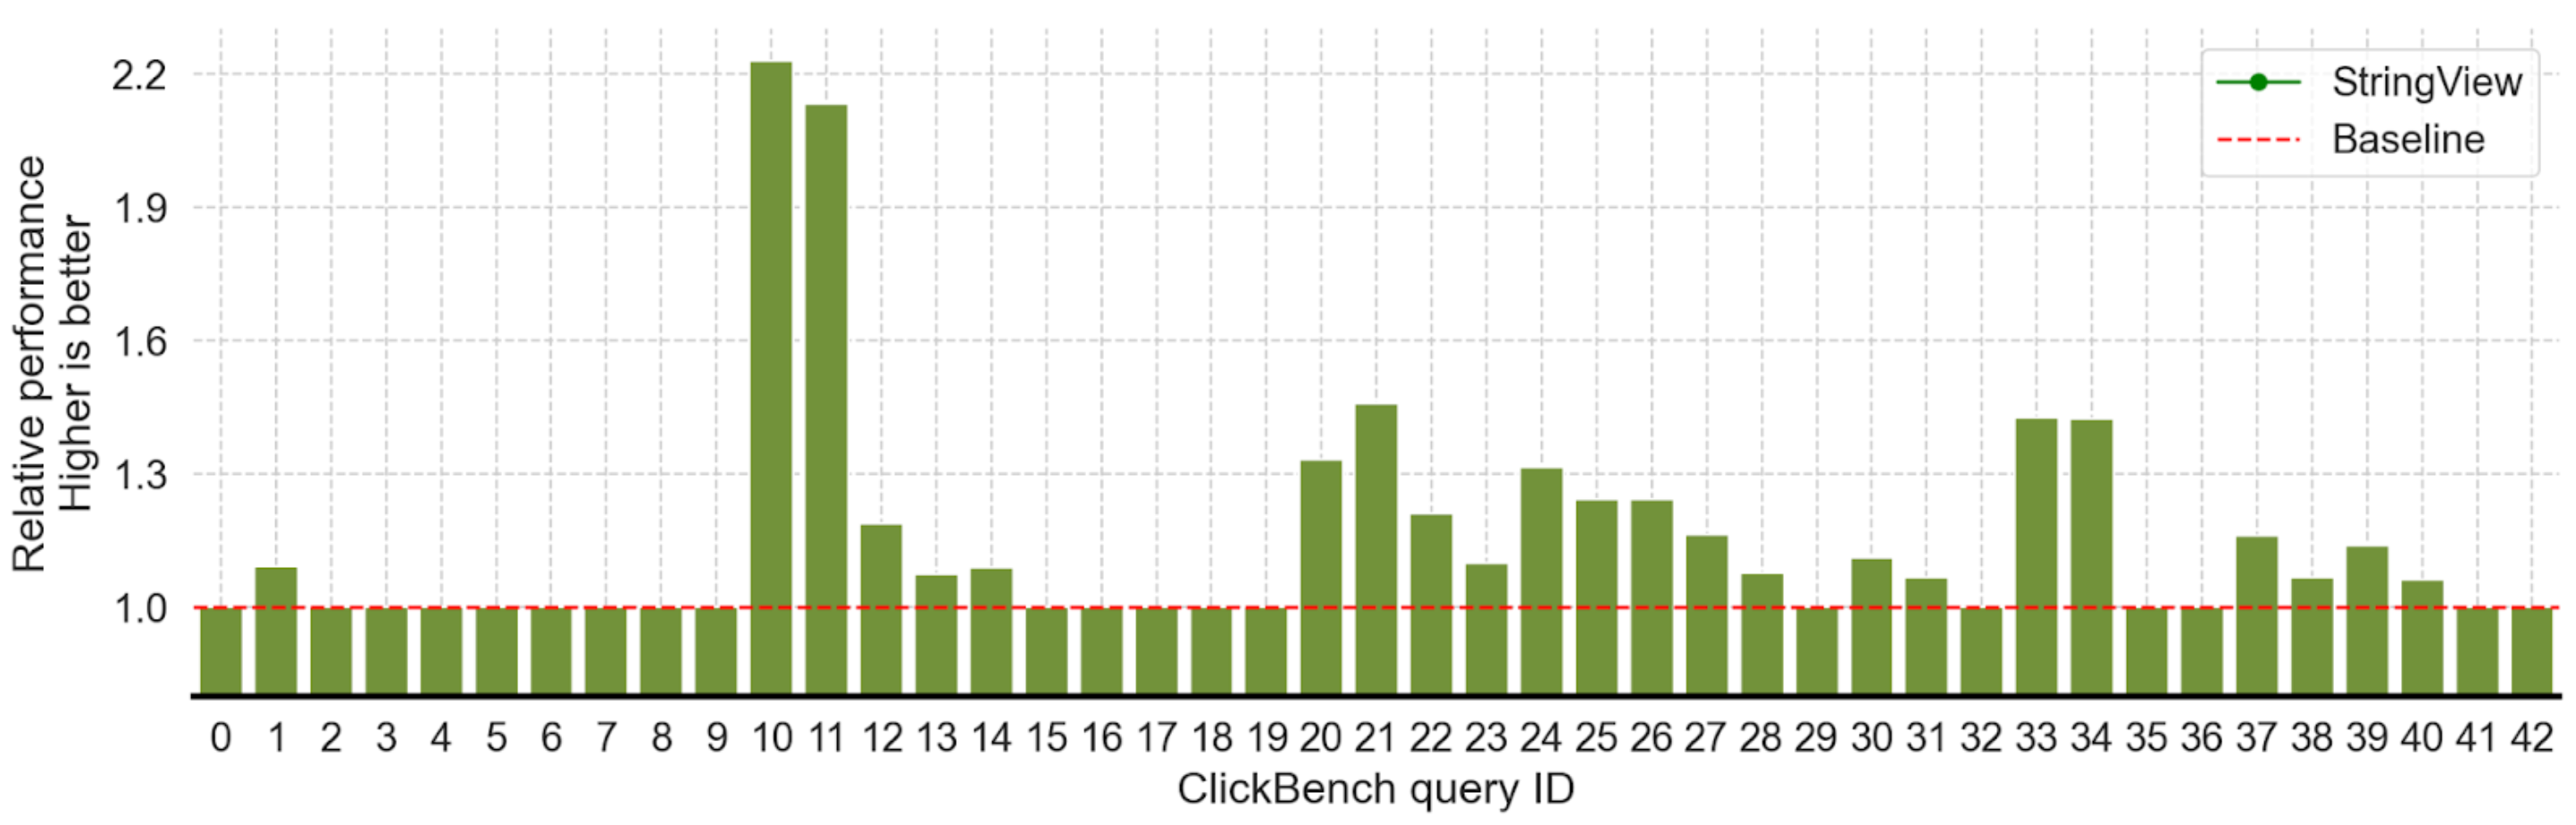 Relative performance
Higher is better
2.2
1.9
1.6
1.3
1.0
StringView
Baseline
0 1 2 3 4 5 6 7 8 9 10 11 12 13 14 15 16 17 18 19 20 21 22 23 24 25 26 27 28 29 30 31 32 33 34 35 36 37 38 39 40 41 42
ClickBench query ID